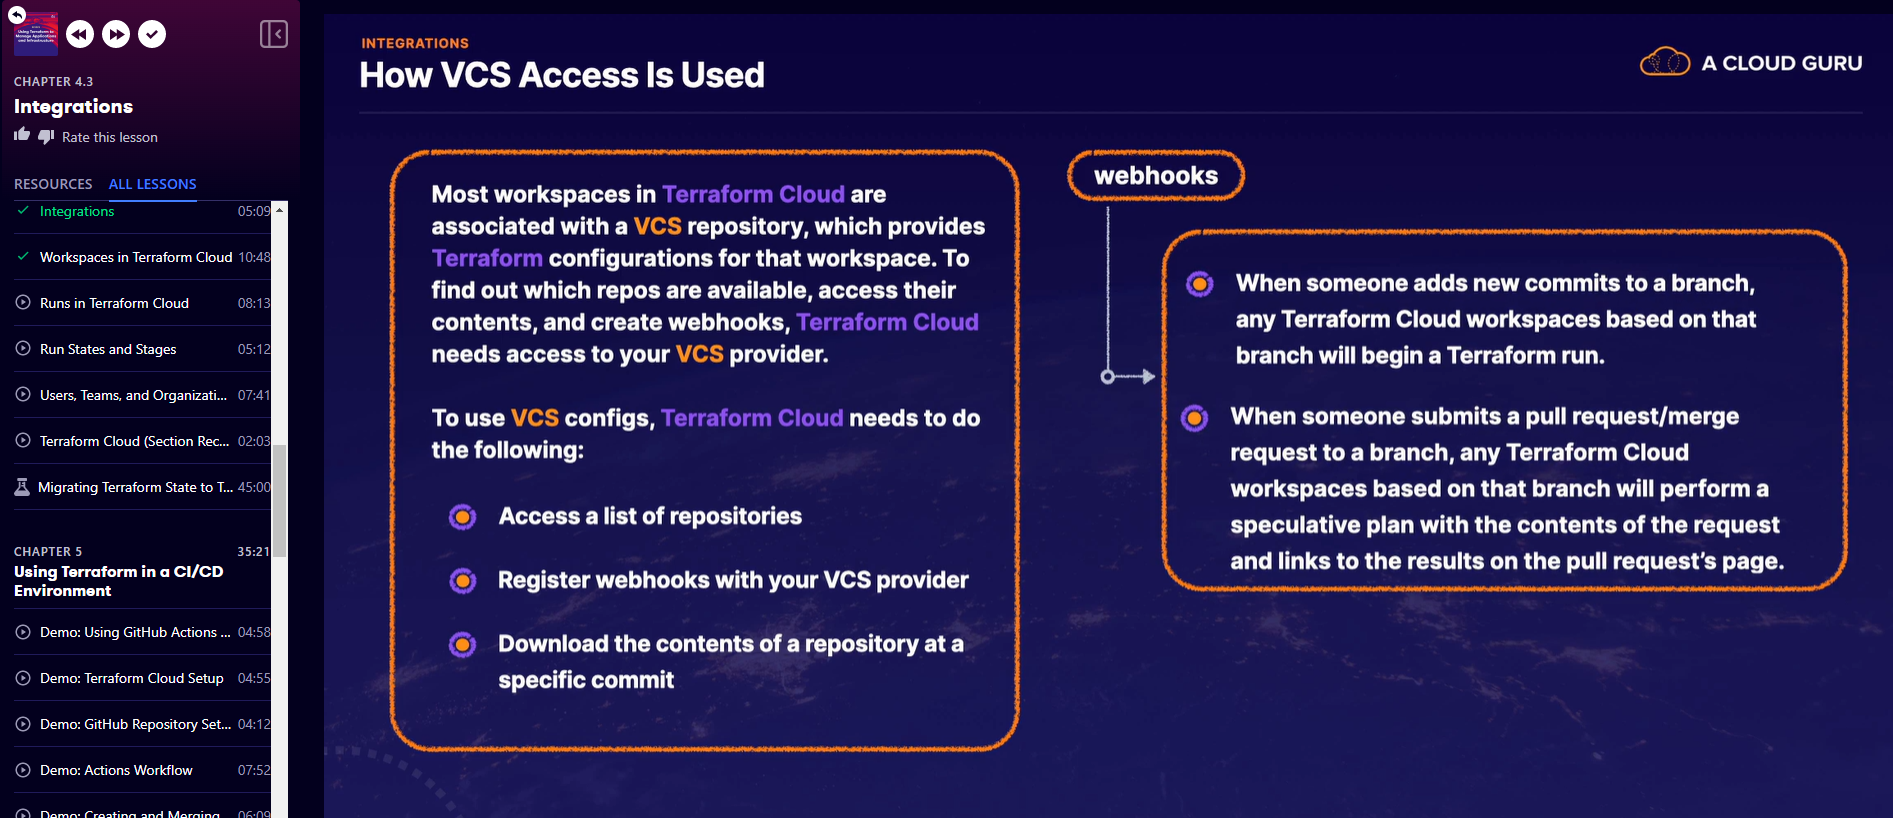 Using Terraform to
Manage Applications
and Infrastructure
CHAPTER 4.3
Integrations
Rate this lesson
RESOURCES ALL LESSONS
Integrations 05:09
Workspaces in Terraform Cloud 10:48
Runs in Terraform Cloud 08:13
Run States and Stages 05:12
Users, Teams, and Organizati... 07:41
Terraform Cloud (Section Rec... 02:03
Migrating Terraform State to T... 45:00
CHAPTER 5 35:21
Using Terraform in a CI/CD
Environment
Demo: Using GitHub Actions ... 04:58
Demo: Terraform Cloud Setup 04:55
Demo: GitHub Repository Set... 04:12
Demo: Actions Workflow 07:52
Demo: Creating and Merging 06:09
INTEGRATIONS
How VCS Access Is Used
A CLOUD GURU
Most workspaces in Terraform Cloud are
associated with a VCS repository, which provides
Terraform configurations for that workspace. To
find out which repos are available, access their
contents, and create webhooks, Terraform Cloud
needs access to your VCS provider.
To use VCS configs, Terraform Cloud needs to do
the following:
Access a list of repositories
Register webhooks with your VCS provider
Download the contents of a repository at a
specific commit
webhooks
When someone adds new commits to a branch,
any Terraform Cloud workspaces based on that
branch will begin a Terraform run.
When someone submits a pull request/merge
request to a branch, any Terraform Cloud
workspaces based on that branch will perform a
speculative plan with the contents of the request
and links to the results on the pull request's page.